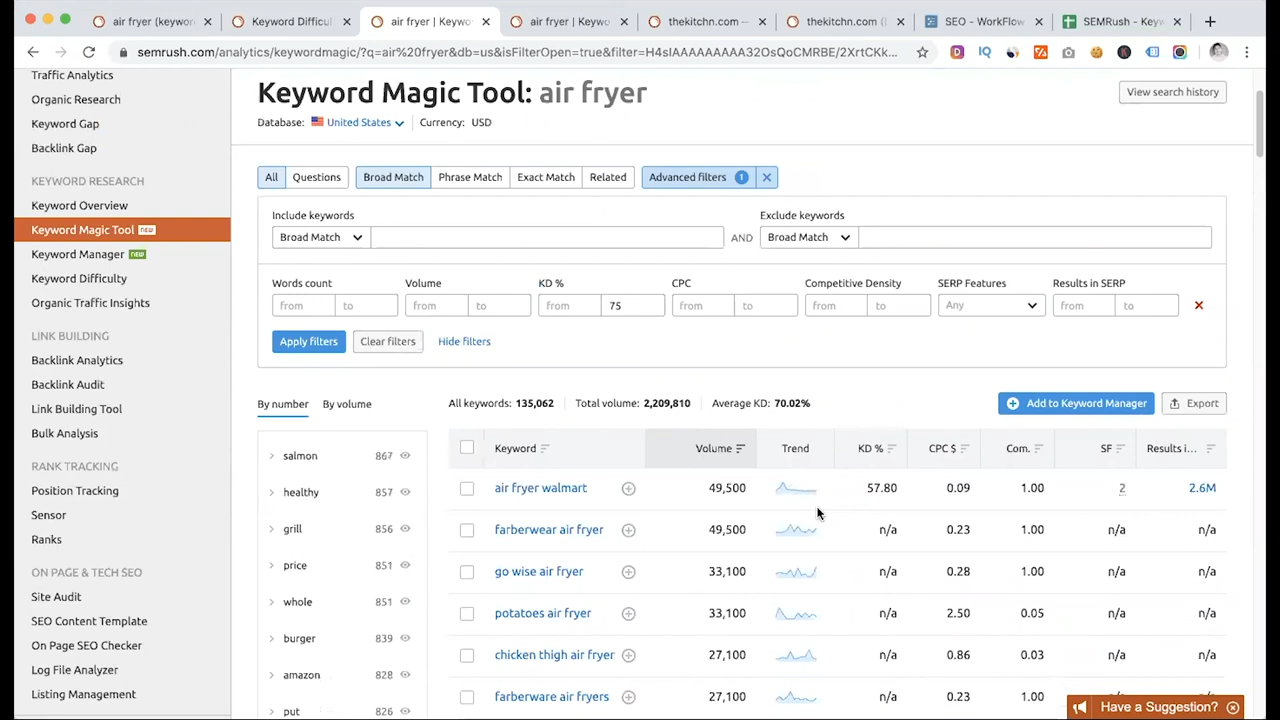 air fryer (keywor
Keyword Difficu
air fryer | Keywo
air fryer | Keywo
thekitchn.com —
thekitchn.com (
SEO - WorkFlow
SEMRush - Keyw
semrush.com/analytics/keywordmagic/?q=air%20fryer&db=us&isFilterOpen=true&filter=H4sIAAAAAAAA32OsQoCMRBE/2XrtCKk...
Traffic Analytics
Organic Research
Keyword Gap
Backlink Gap
KEYWORD RESEARCH
Keyword Overview
Keyword Magic Tool new
Keyword Manager new
Keyword Difficulty
Organic Traffic Insights
LINK BUILDING
Backlink Analytics
Backlink Audit
Link Building Tool
Bulk Analysis
RANK TRACKING
Position Tracking
Sensor
Ranks
ON PAGE & TECH SEO
Site Audit
SEO Content Template
On Page SEO Checker
Log File Analyzer
Listing Management
Keyword Magic Tool: air fryer
View search history
Database: United States Currency: USD
All Questions Broad Match Phrase Match Exact Match Related Advanced filters 1
Include keywords Exclude keywords
Broad Match AND Broad Match
Words count Volume KD % CPC Competitive Density SERP Features Results in SERP
from to from to from 75 from to from to Any from to
Apply filters Clear filters Hide filters
By number By volume
All keywords: 135,062 Total volume: 2,209,810 Average KD: 70.02%
Add to Keyword Manager Export
salmon 867
healthy 857
grill 856
price 851
whole 851
burger 839
amazon 828
put 826
Keyword Volume Trend KD % CPC $ Com. SF Results i...
air fryer walmart 49,500 57.80 0.09 1.00 2 2.6M
farberwear air fryer 49,500 n/a 0.23 1.00 n/a n/a
go wise air fryer 33,100 n/a 0.28 1.00 n/a n/a
potatoes air fryer 33,100 n/a 2.50 0.05 n/a n/a
chicken thigh air fryer 27,100 n/a 0.86 0.03 n/a n/a
farberware air fryers 27,100 n/a 0.23 1.00 n/a n/a
Have a Suggestion?